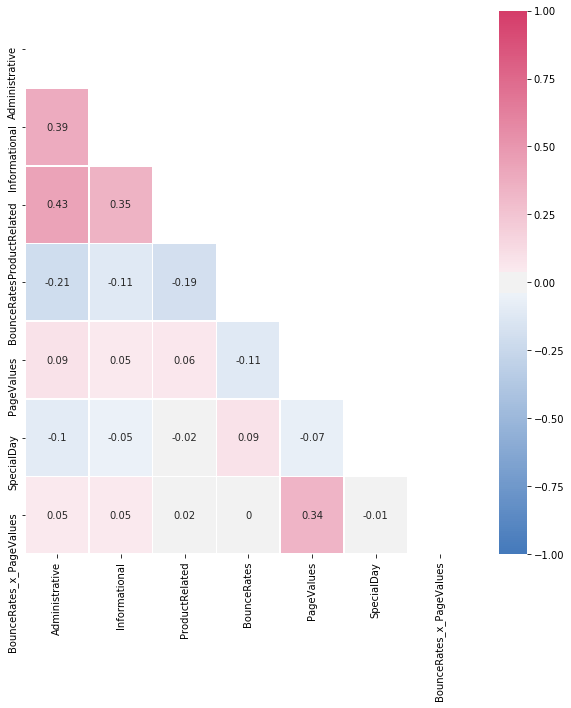 Administrative
Informational
0.39
ProductRelated
0.43 0.35
BounceRates
-0.21 -0.11 -0.19
PageValues
0.09 0.05 0.06 -0.11
SpecialDay
-0.1 -0.05 -0.02 0.09 -0.07
BounceRates_x_PageValues
0.05 0.05 0.02 0 0.34 -0.01
Administrative
Informational
ProductRelated
BounceRates
PageValues
SpecialDay
BounceRates_x_PageValues
1.00
0.75
0.50
0.25
0.00
−0.25
−0.50
−0.75
−1.00